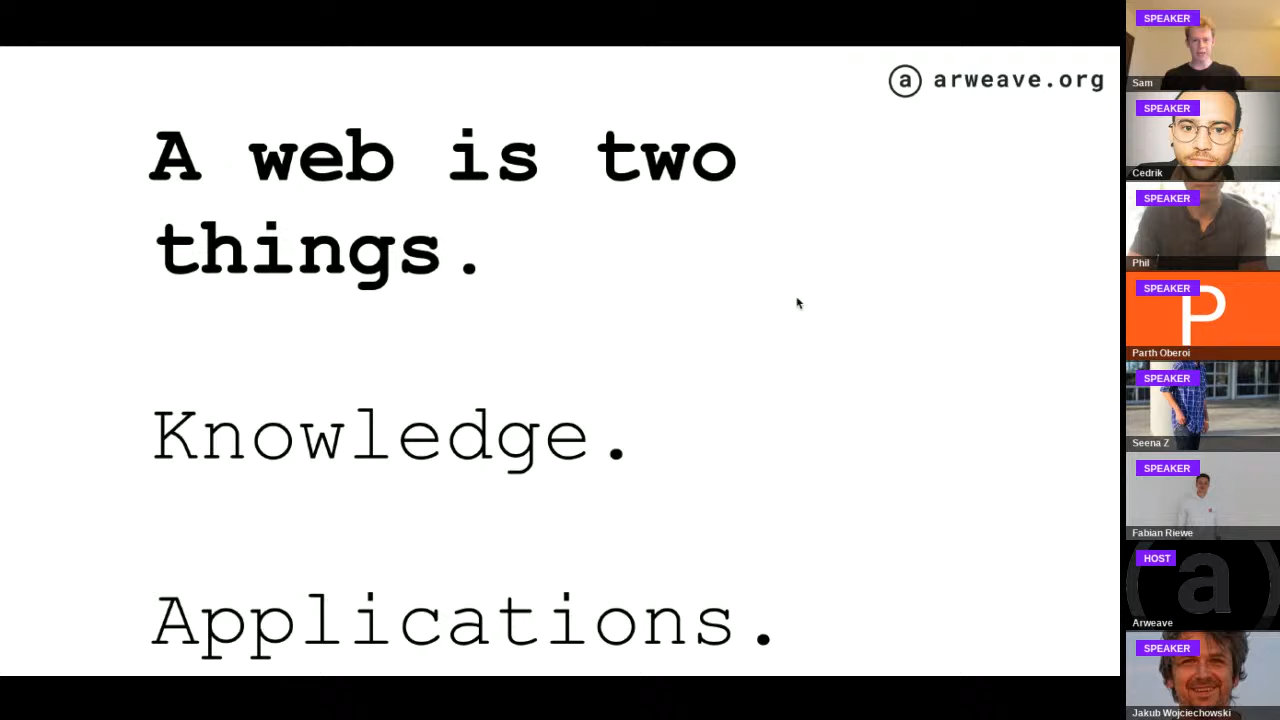 ⓐ arweave.org
A web is two
things.
Knowledge.
Applications.
SPEAKER
Sam
SPEAKER
Cedrik
SPEAKER
Phil
SPEAKER
P
Parth Oberoi
SPEAKER
Seena Z
SPEAKER
Fabian Riewe
HOST
a
Arweave
SPEAKER
Jakub Wojciechowski